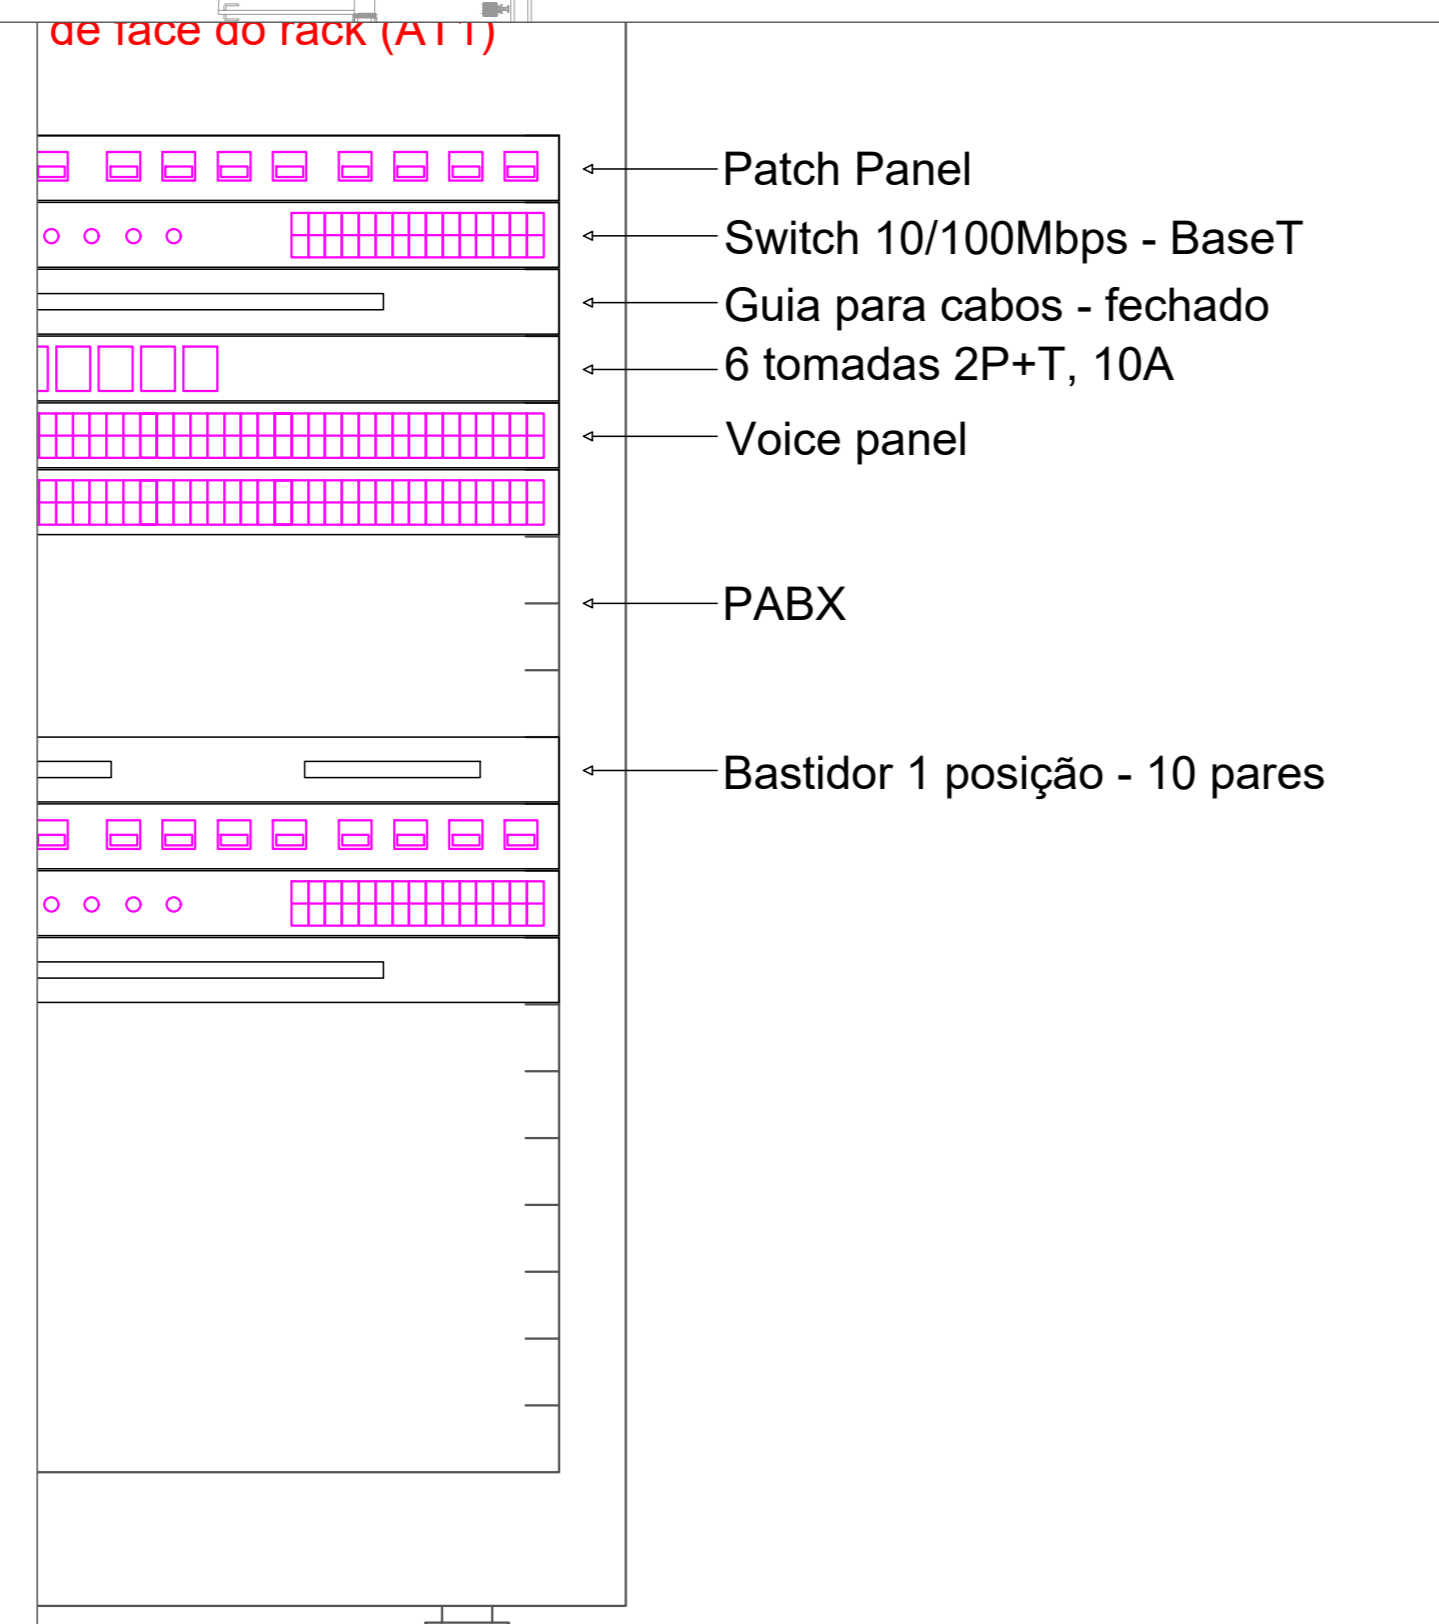 de face do rack (AT1)
Patch Panel
Switch 10/100Mbps - BaseT
Guia para cabos - fechado
6 tomadas 2P+T, 10A
Voice panel
PABX
Bastidor 1 posição - 10 pares